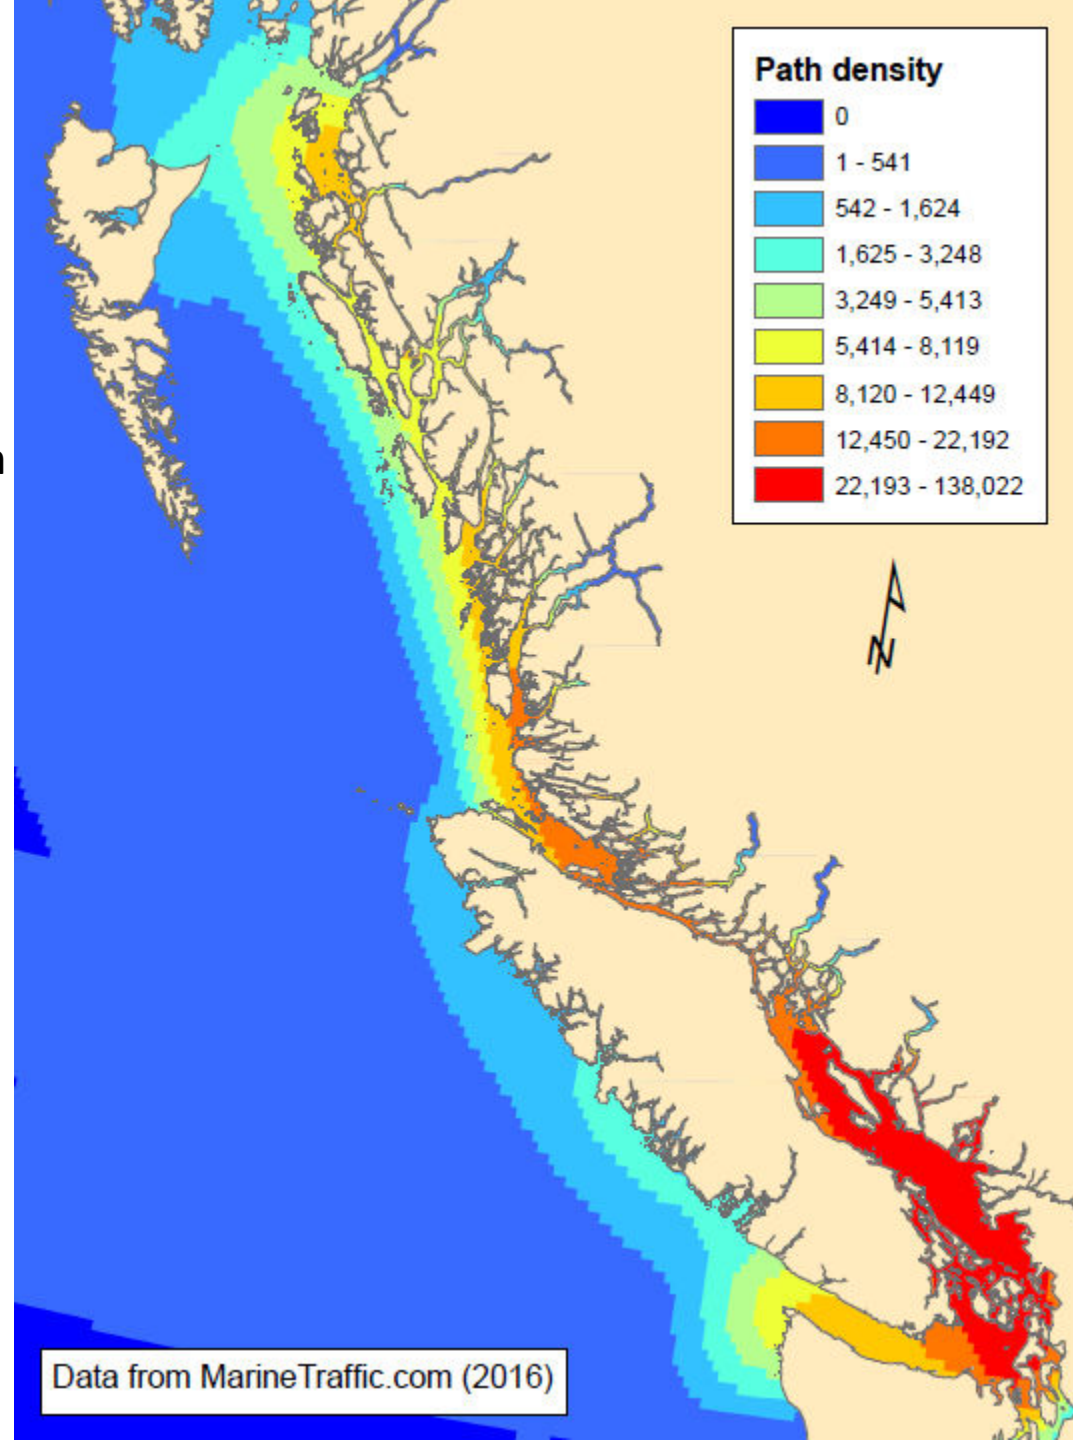 Path density
0
1 - 541
542 - 1,624
1,625 - 3,248
3,249 - 5,413
5,414 - 8,119
8,120 - 12,449
12,450 - 22,192
22,193 - 138,022
N
Data from MarineTraffic.com (2016)